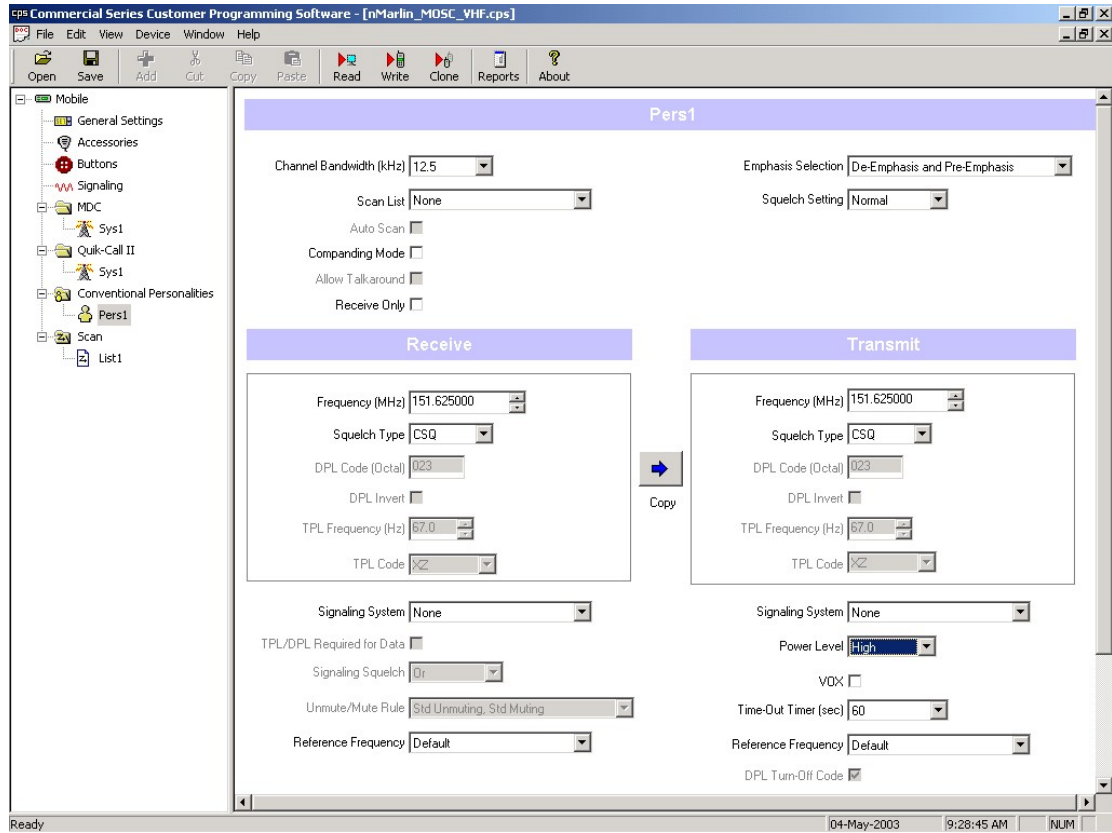 cps Commercial Series Customer Programming Software - [nMarlin_MOSC_VHF.cps]
File Edit View Device Window Help
Open Save Add Cut Copy Paste Read Write Clone Reports About
Mobile
General Settings
Accessories
Buttons
Signaling
MDC
Sys1
Quik-Call II
Sys1
Conventional Personalities
Pers1
Scan
List1
Pers1
Channel Bandwidth (kHz) 12.5
Emphasis Selection De-Emphasis and Pre-Emphasis
Scan List None
Squelch Setting Normal
Auto Scan
Companding Mode
Allow Talkaround
Receive Only
Receive
Frequency (MHz) 151.625000
Squelch Type CSQ
DPL Code (Octal) 023
DPL Invert
TPL Frequency (Hz) 67.0
TPL Code XZ
Signaling System None
TPL/DPL Required for Data
Signaling Squelch Or
Unmute/Mute Rule Std Unmuting, Std Muting
Reference Frequency Default
Copy
Transmit
Frequency (MHz) 151.625000
Squelch Type CSQ
DPL Code (Octal) 023
DPL Invert
TPL Frequency (Hz) 67.0
TPL Code XZ
Signaling System None
Power Level High
VOX
Time-Out Timer (sec) 60
Reference Frequency Default
DPL Turn-Off Code
Ready
04-May-2003 9:28:45 AM NUM